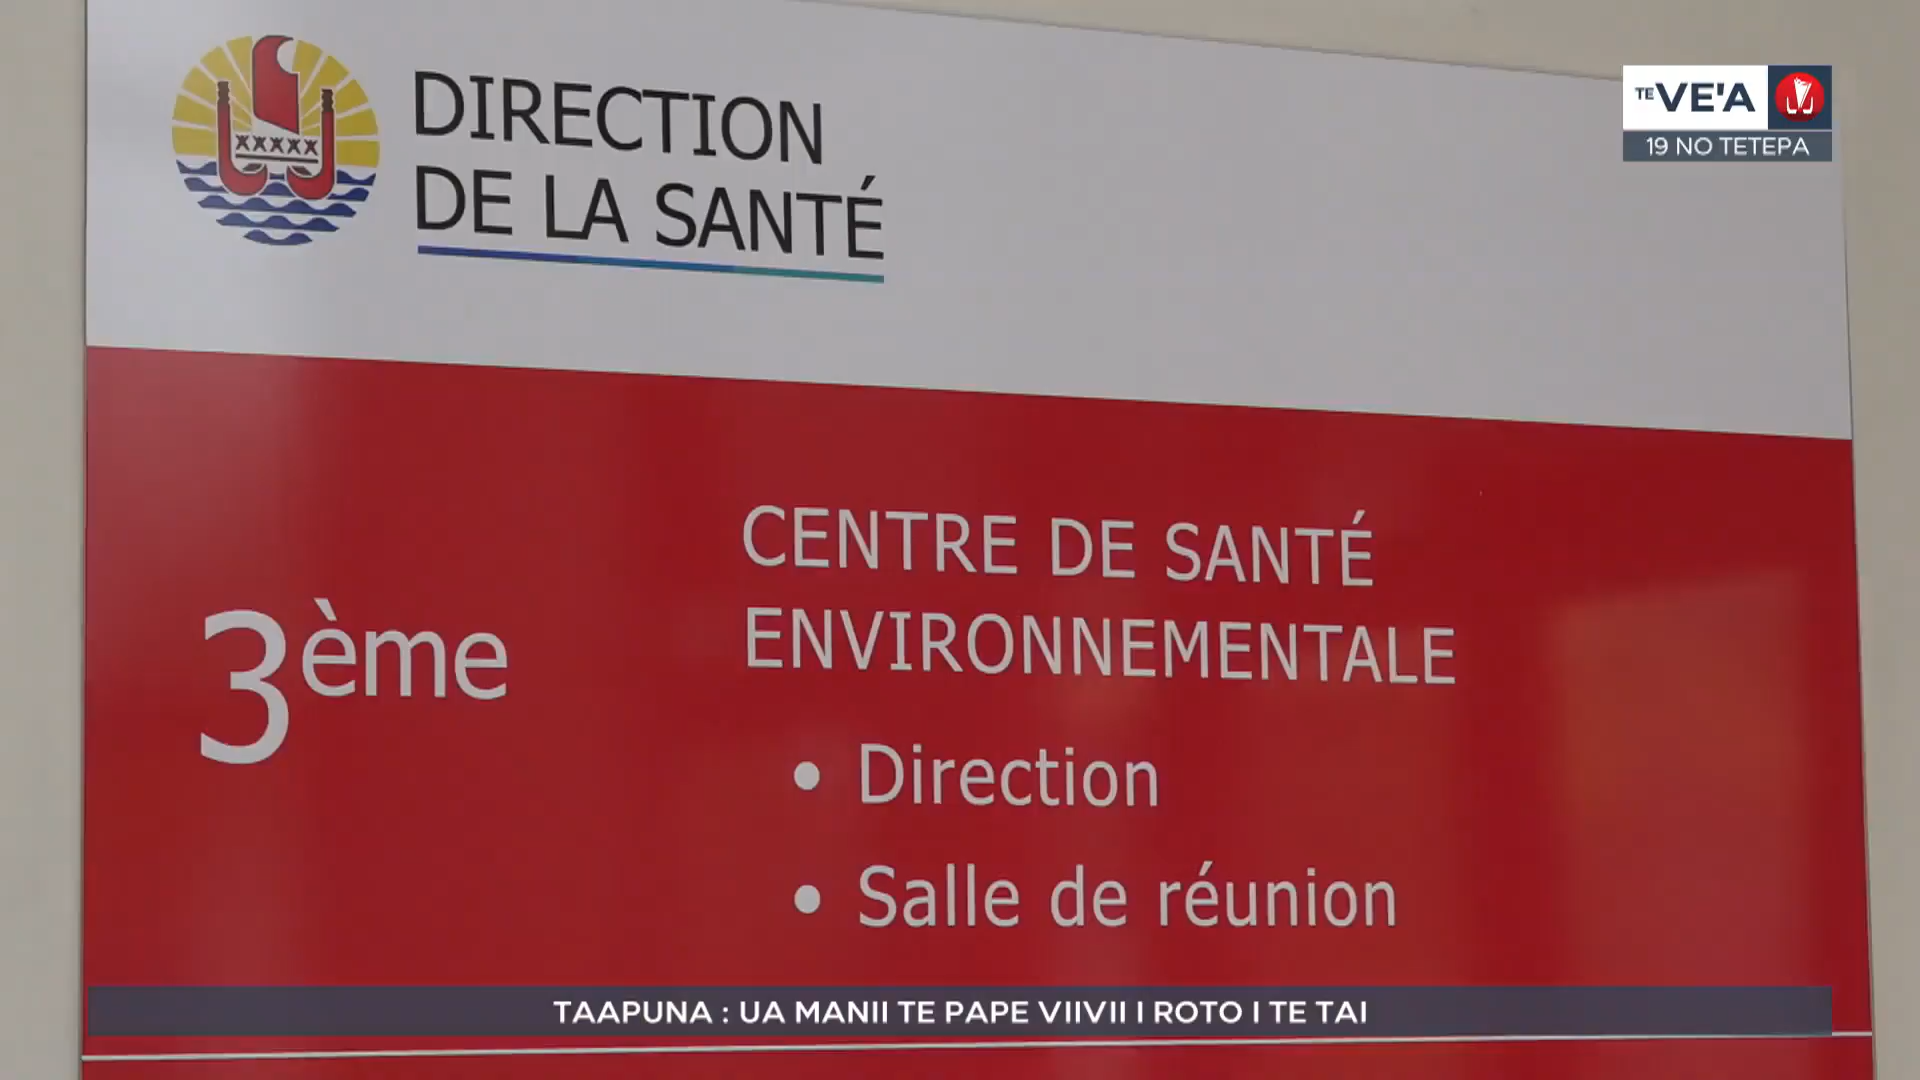 DIRECTION
DE LA SANTÉ
TE VE'A
19 NO TETEPA
3ème
CENTRE DE SANTÉ
ENVIRONNEMENTALE
• Direction
• Salle de réunion
TAAPUNA : UA MANII TE PAPE VIIVII I ROTO I TE TAI